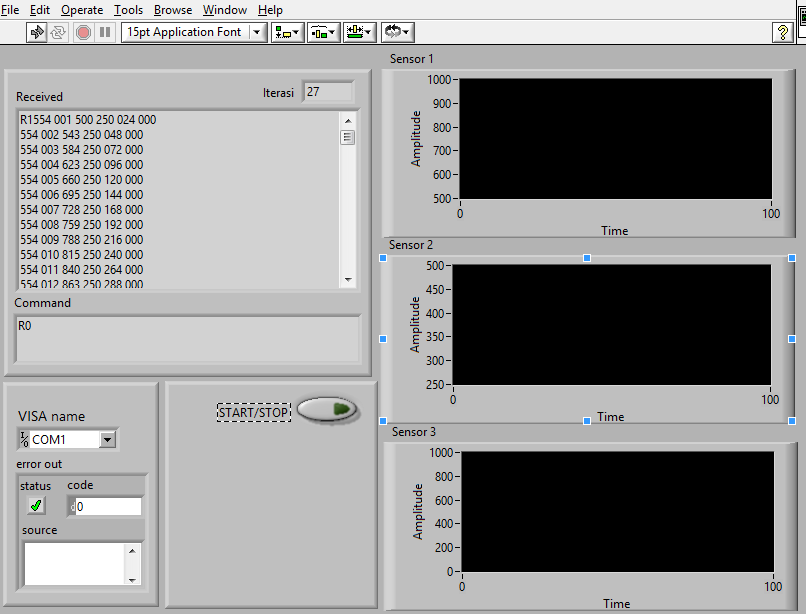 File Edit Operate Tools Browse Window Help
15pt Application Font
?
Received
Iterasi 27
R1554 001 500 250 024 000
554 002 543 250 048 000
554 003 584 250 072 000
554 004 623 250 096 000
554 005 660 250 120 000
554 006 695 250 144 000
554 007 728 250 168 000
554 008 759 250 192 000
554 009 788 250 216 000
554 010 815 250 240 000
554 011 840 250 264 000
554 012 863 250 288 000
Command
R0
VISA name
I/O COM1
error out
status code
0
source
START/STOP
Sensor 1
Amplitude
1000
900
800
700
600
500
0 100
Time
Sensor 2
Amplitude
500
450
400
350
300
250
0 100
Time
Sensor 3
Amplitude
1000
800
600
400
200
0
0 100
Time